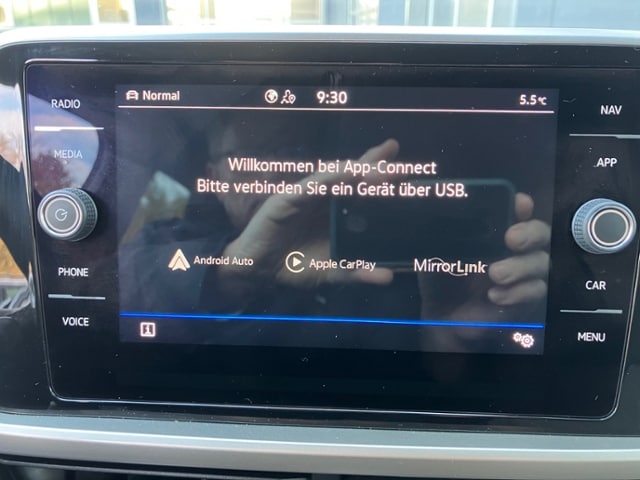 RADIO
MEDIA
PHONE
VOICE
Normal
9:30
5.5°C
Willkommen bei App-Connect
Bitte verbinden Sie ein Gerät über USB.
Android Auto
Apple CarPlay
MirrorLink
i
NAV
APP
CAR
MENU